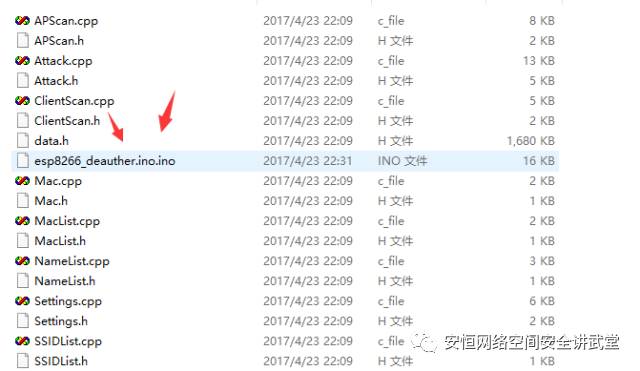 APScan.cpp 2017/4/23 22:09 c_file 8 KB
APScan.h 2017/4/23 22:09 H 文件 2 KB
Attack.cpp 2017/4/23 22:09 c_file 13 KB
Attack.h 2017/4/23 22:09 H 文件 5 KB
ClientScan.cpp 2017/4/23 22:09 c_file 5 KB
ClientScan.h 2017/4/23 22:09 H 文件 2 KB
data.h 2017/4/23 22:09 H 文件 1,680 KB
esp8266_deauther.ino.ino 2017/4/23 22:31 INO 文件 16 KB
Mac.cpp 2017/4/23 22:09 c_file 2 KB
Mac.h 2017/4/23 22:09 H 文件 1 KB
MacList.cpp 2017/4/23 22:09 c_file 2 KB
MacList.h 2017/4/23 22:09 H 文件 1 KB
NameList.cpp 2017/4/23 22:09 c_file 3 KB
NameList.h 2017/4/23 22:09 H 文件 1 KB
Settings.cpp 2017/4/23 22:09 c_file 6 KB
Settings.h 2017/4/23 22:09 H 文件 2 KB
SSIDList.cpp 2017/4/23 22:09 c_file
安恒网络空间安全讲武堂
SSIDList.h 2017/4/23 22:09 H 文件 1 KB